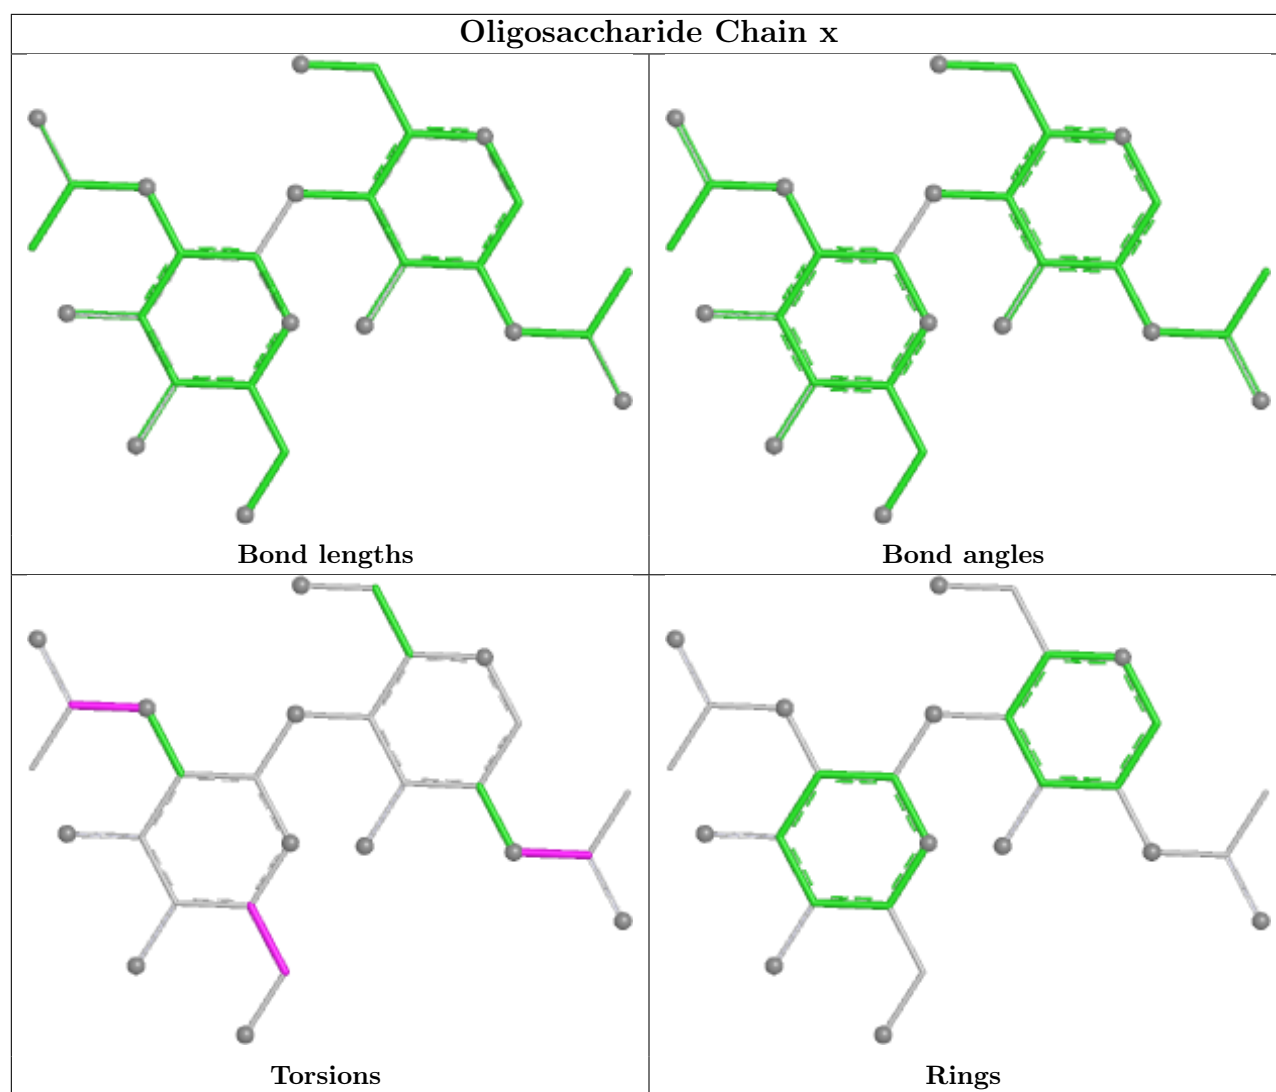 Oligosaccharide Chain x
Bond lengths
Bond angles
Torsions
Rings